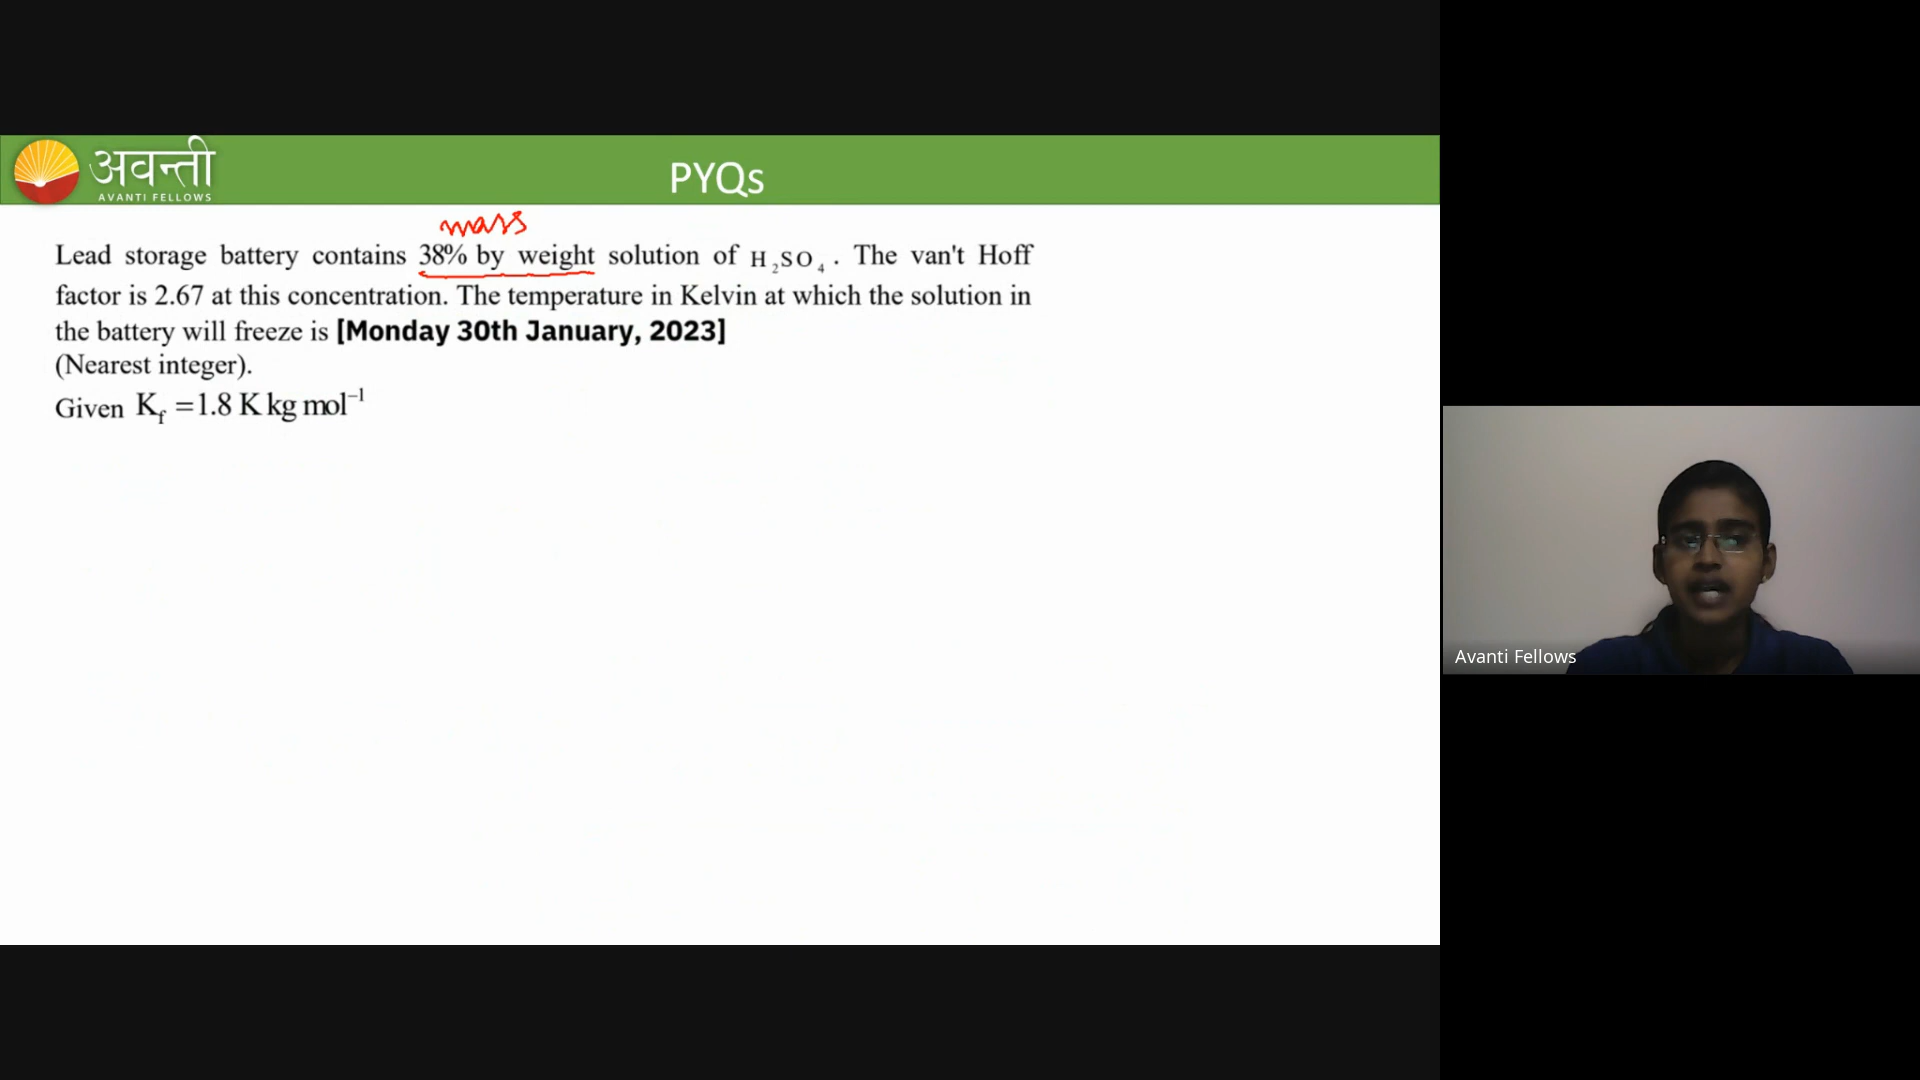 अवन्ती
AVANTI FELLOWS
PYQs
mass
Lead storage battery contains 38% by weight solution of H₂SO₄. The van't Hoff
factor is 2.67 at this concentration. The temperature in Kelvin at which the solution in
the battery will freeze is [Monday 30th January, 2023]
(Nearest integer).
Given K_f =1.8 K kg mol⁻¹
Avanti Fellows